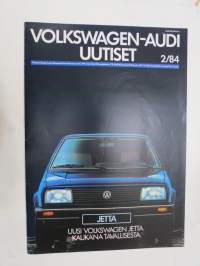 VOLKSWAGEN-AUDI
UUTISET
2/84
JETTA
UUSI VOLKSWAGEN JETTA
KAUKANA TAVALLISESTA.